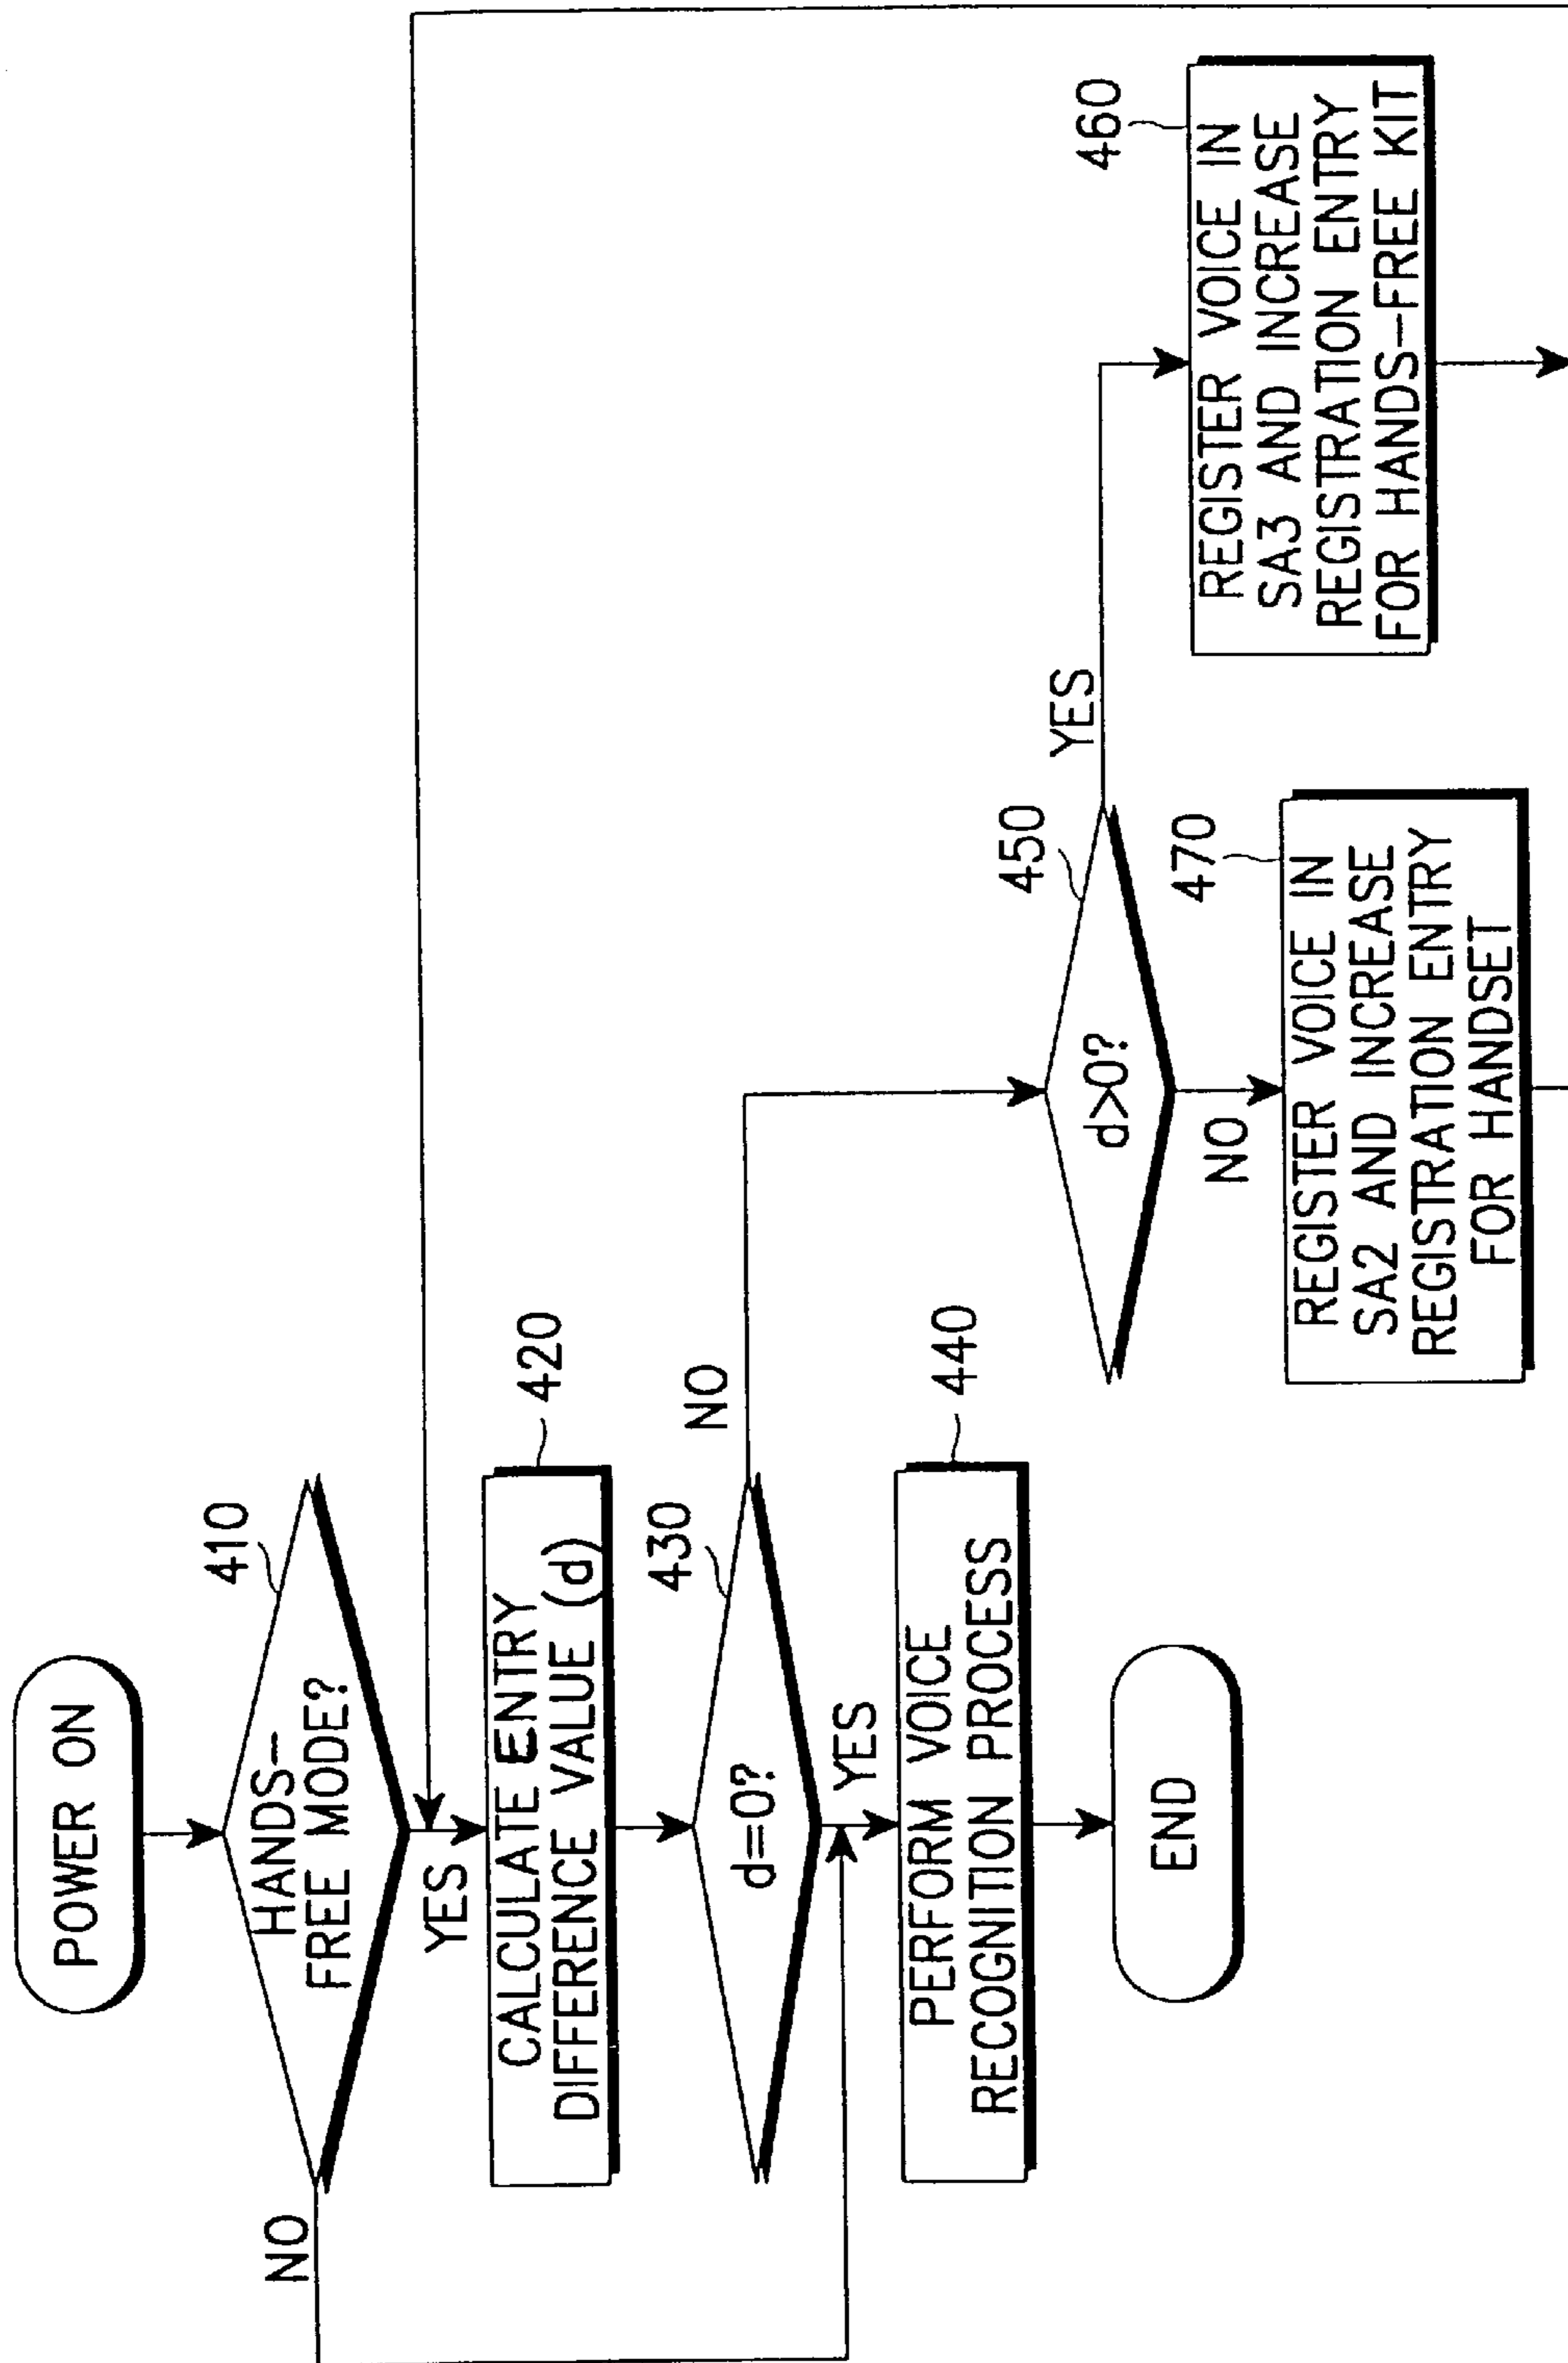 POWER ON
410
HANDS-
FREE MODE?
NO
YES
420
CALCULATE ENTRY
DIFFERENCE VALUE (d)
430
d=0?
NO
YES
440
PERFORM VOICE
RECOGNITION PROCESS
END
450
d>0?
YES
NO
460
REGISTER VOICE IN
SA3 AND INCREASE
REGISTRATION ENTRY
FOR HANDS-FREE KIT
470
REGISTER VOICE IN
SA2 AND INCREASE
REGISTRATION ENTRY
FOR HANDSET